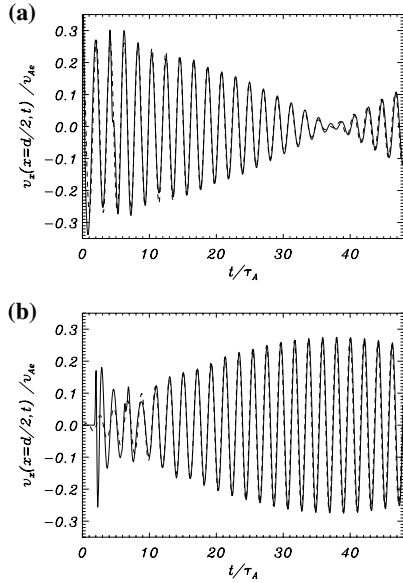 (a)
0.3
0.2
0.1
0.0
-0.1
-0.2
-0.3
v_x(x=d/2,t) /v_Ae
0 10 20 30 40
t/τ_A
(b)
0.3
0.2
0.1
0.0
-0.1
-0.2
-0.3
v_x(x=d/2,t) /v_Ae
0 10 20 30 40
t/τ_A